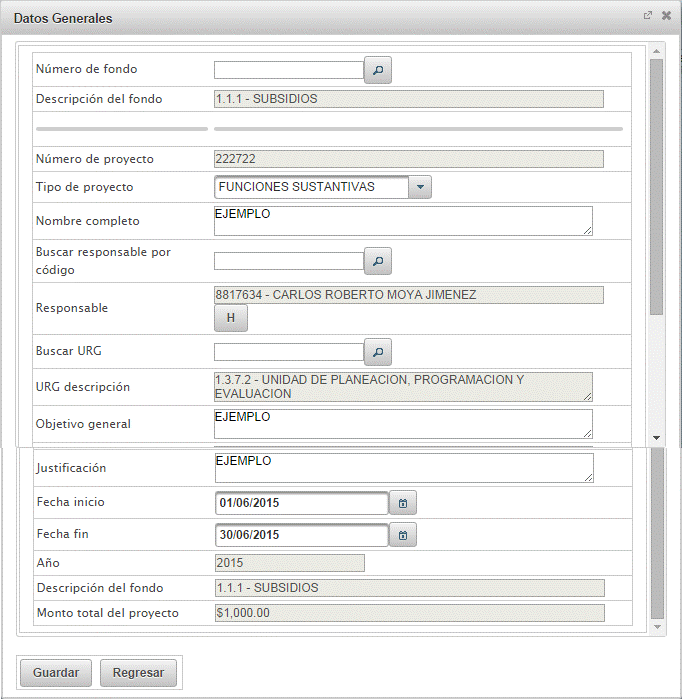 Datos Generales
Número de fondo
Descripción del fondo 1.1.1 - SUBSIDIOS
Número de proyecto 222722
Tipo de proyecto FUNCIONES SUSTANTIVAS
Nombre completo EJEMPLO
Buscar responsable por
código
Responsable 8817634 - CARLOS ROBERTO MOYA JIMENEZ
H
Buscar URG
URG descripción 1.3.7.2 - UNIDAD DE PLANEACION, PROGRAMACION Y
EVALUACION
Objetivo general EJEMPLO
Justificación EJEMPLO
Fecha inicio 01/06/2015
Fecha fin 30/06/2015
Año 2015
Descripción del fondo 1.1.1 - SUBSIDIOS
Monto total del proyecto $1,000.00
Guardar Regresar